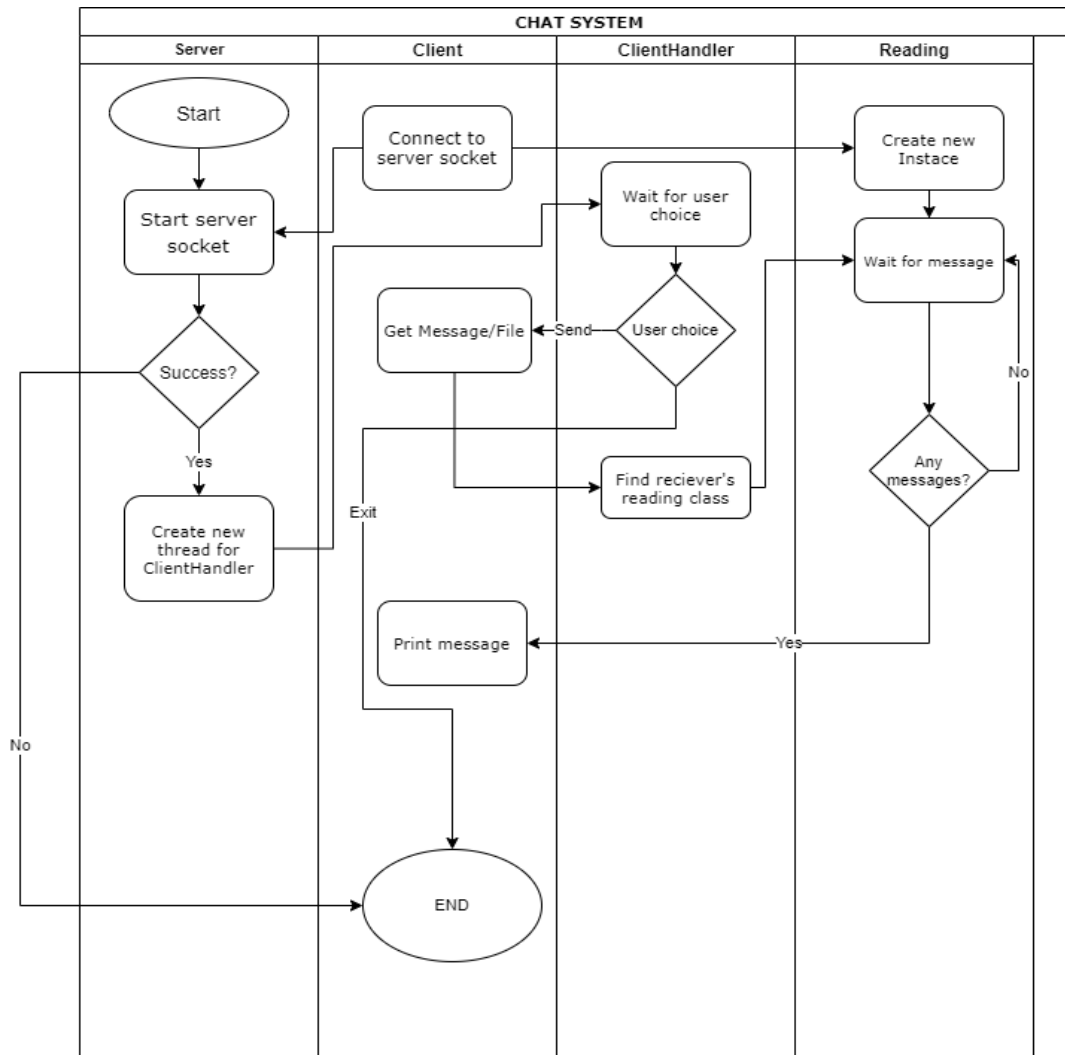 CHAT SYSTEM
Server
Client
ClientHandler
Reading
Start
Connect to
server socket
Create new
Instace
Wait for user
choice
Start server
socket
Wait for message
Get Message/File
Send
User choice
Success?
No
Yes
Any
messages?
Find reciever's
reading class
Exit
Create new
thread for
ClientHandler
Print message
Yes
No
END